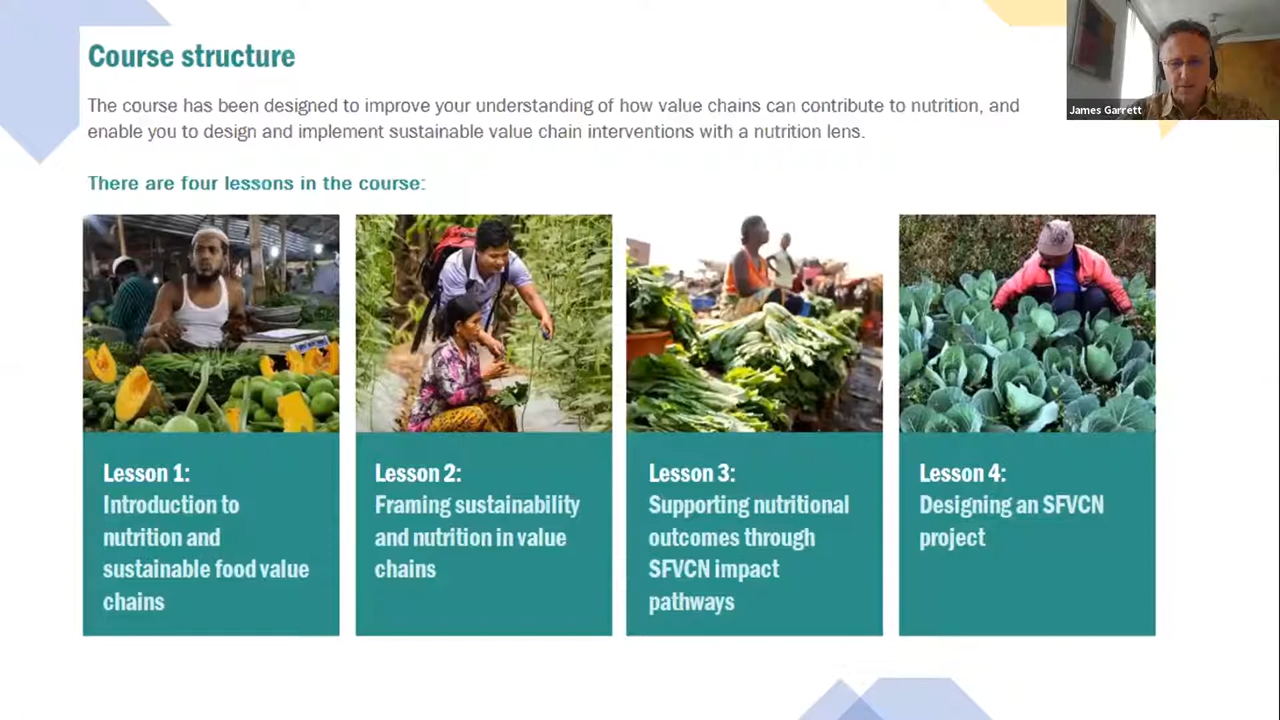 Course structure
The course has been designed to improve your understanding of how value chains can contribute to nutrition, and
enable you to design and implement sustainable value chain interventions with a nutrition lens.
There are four lessons in the course:
James Garrett
Lesson 1:
Introduction to
nutrition and
sustainable food value
chains
Lesson 2:
Framing sustainability
and nutrition in value
chains
Lesson 3:
Supporting nutritional
outcomes through
SFVCN impact
pathways
Lesson 4:
Designing an SFVCN
project